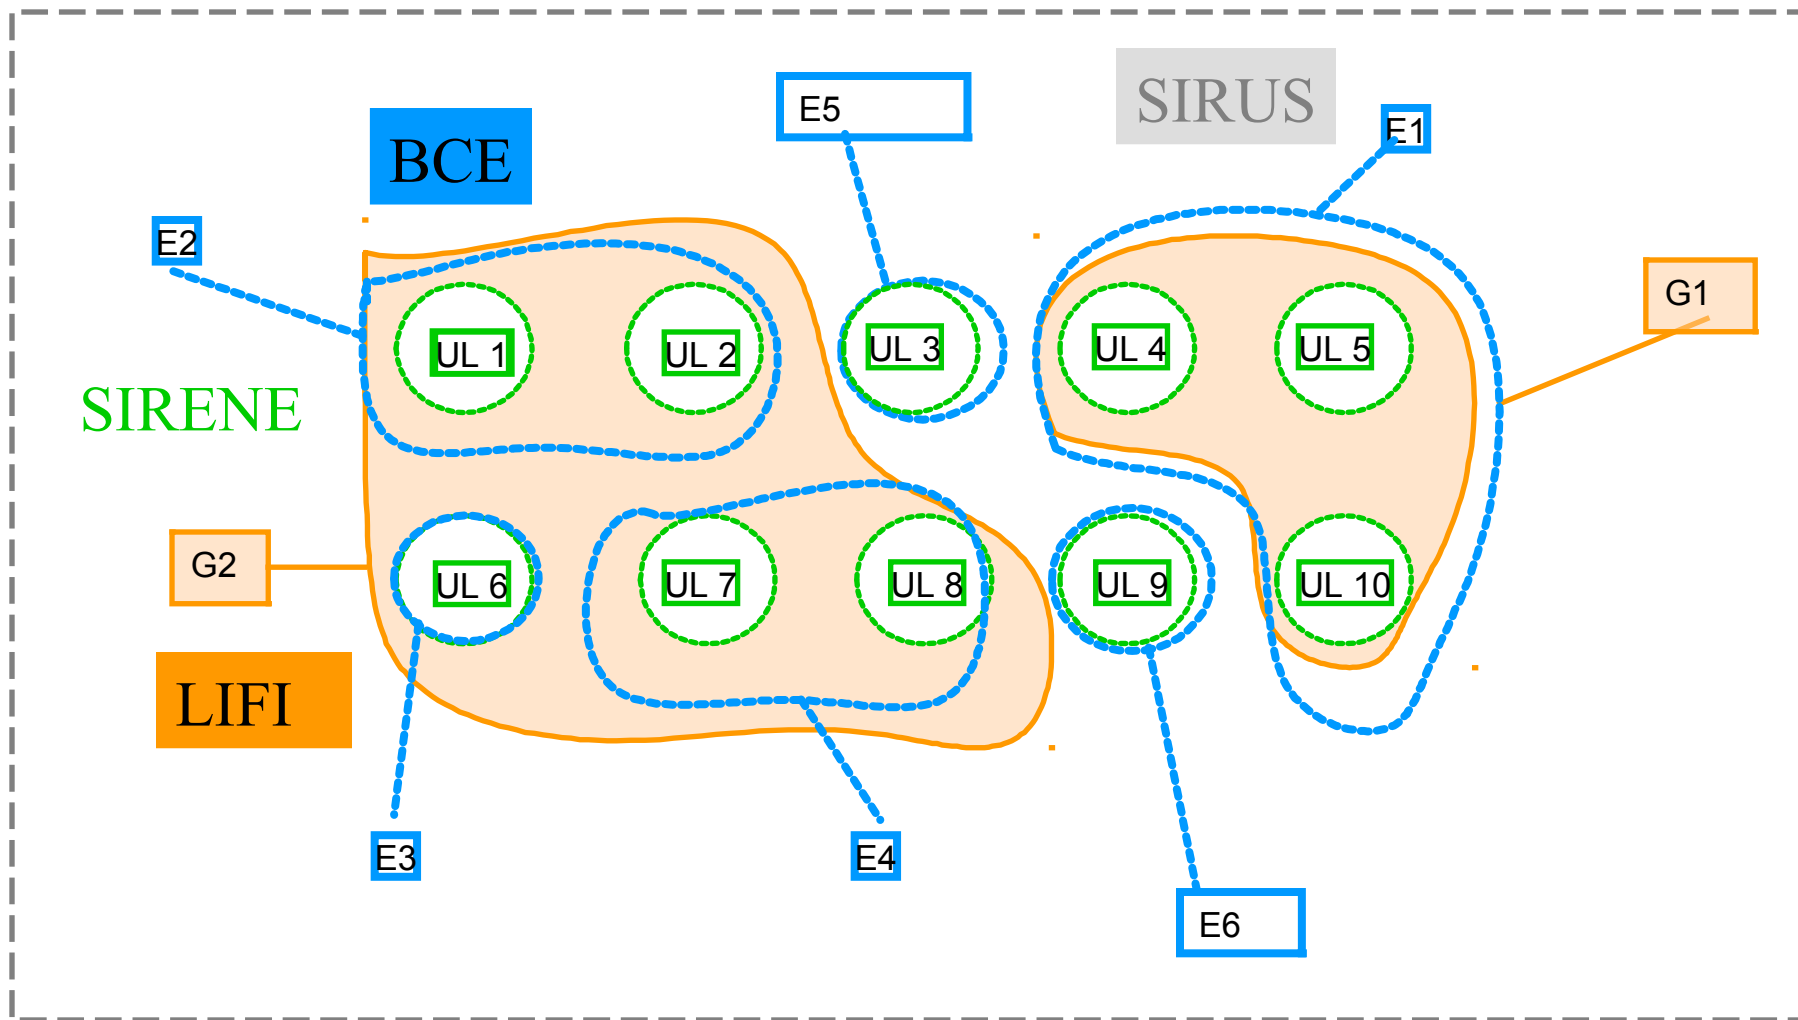 SIRUS
E5
E1
BCE
E2
G1
UL 1
UL 2
UL 3
UL 4
UL 5
SIRENE
G2
UL 6
UL 7
UL 8
UL 9
UL 10
LIFI
E3
E4
E6